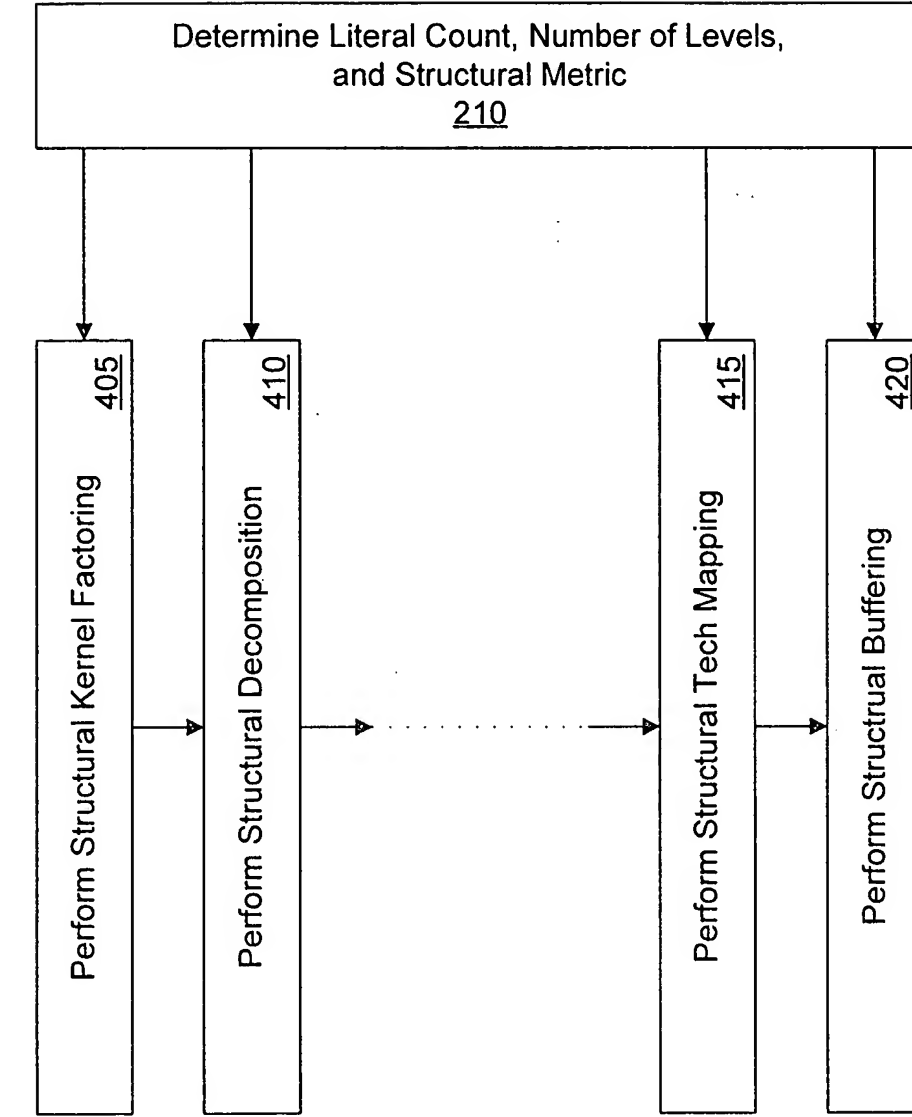 Determine Literal Count, Number of Levels,
and Structural Metric
210
Perform Structural Kernel Factoring
405
Perform Structural Decomposition
410
Perform Structural Tech Mapping
415
Perform Structrual Buffering
420